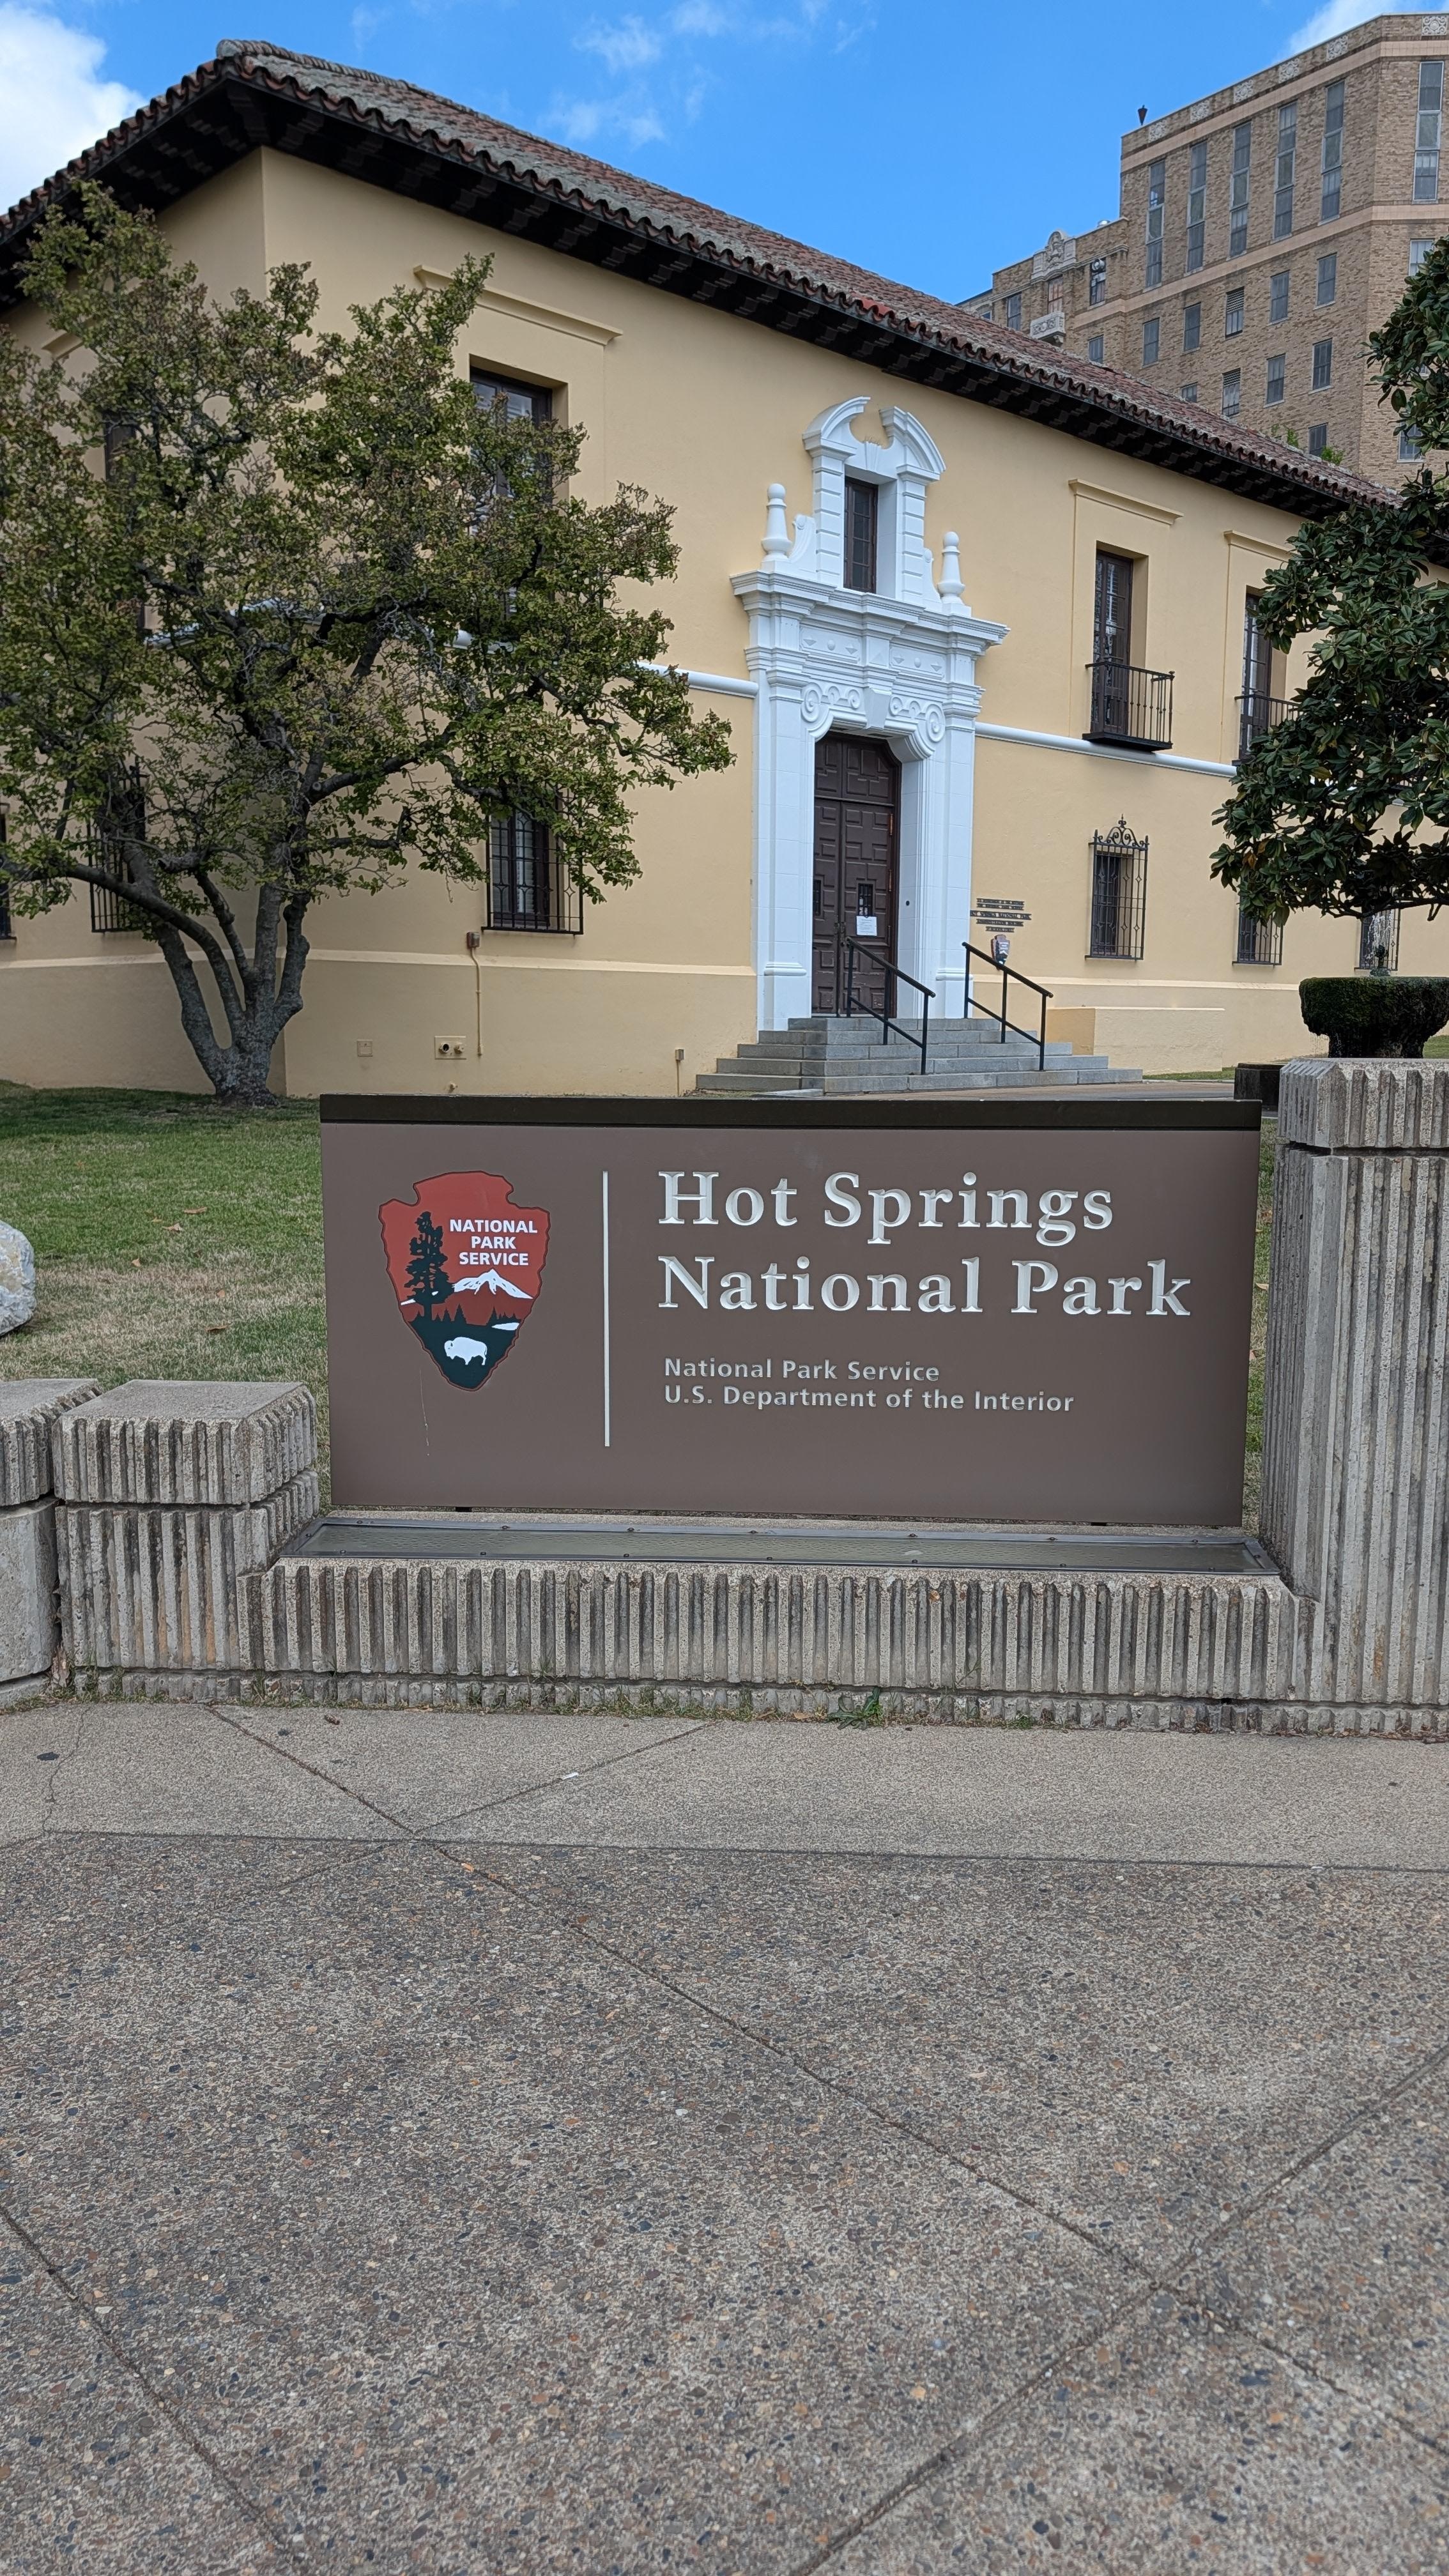 NATIONAL
PARK
SERVICE
Hot Springs
National Park
National Park Service
U.S. Department of the Interior